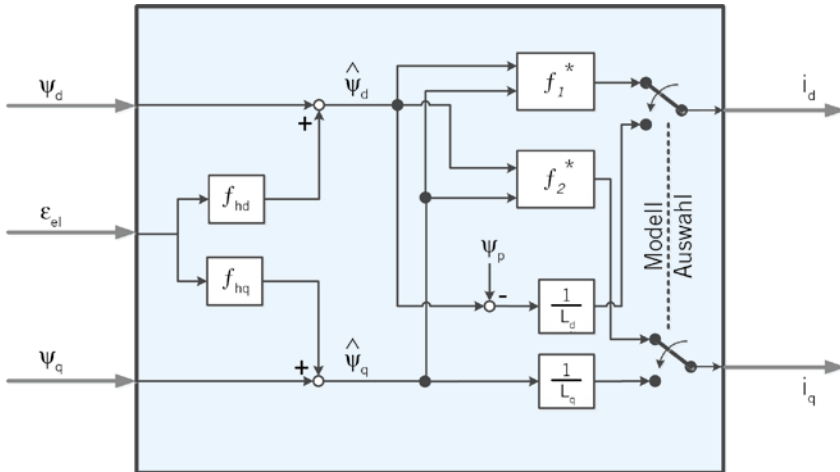 ψd
εel
ψq
fhd
fhq
+
ψ̂d
+
ψ̂q
f1*
f2*
ψp
-
1
Ld
1
Lq
Modell
Auswahl
id
iq